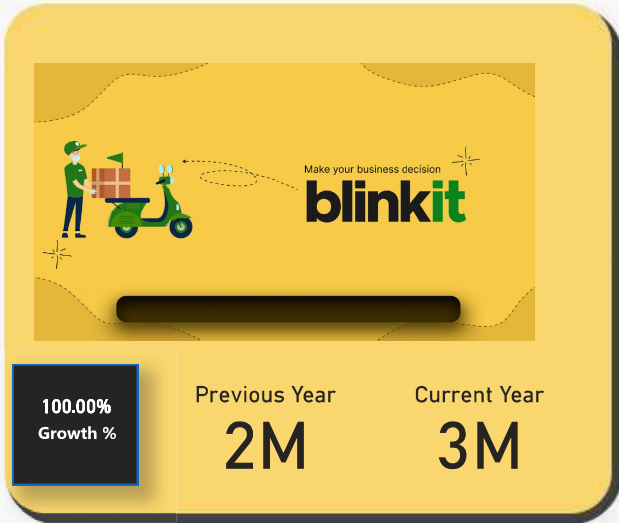 Make your business decision
blinkit
100.00%
Growth %
Previous Year
2M
Current Year
3M